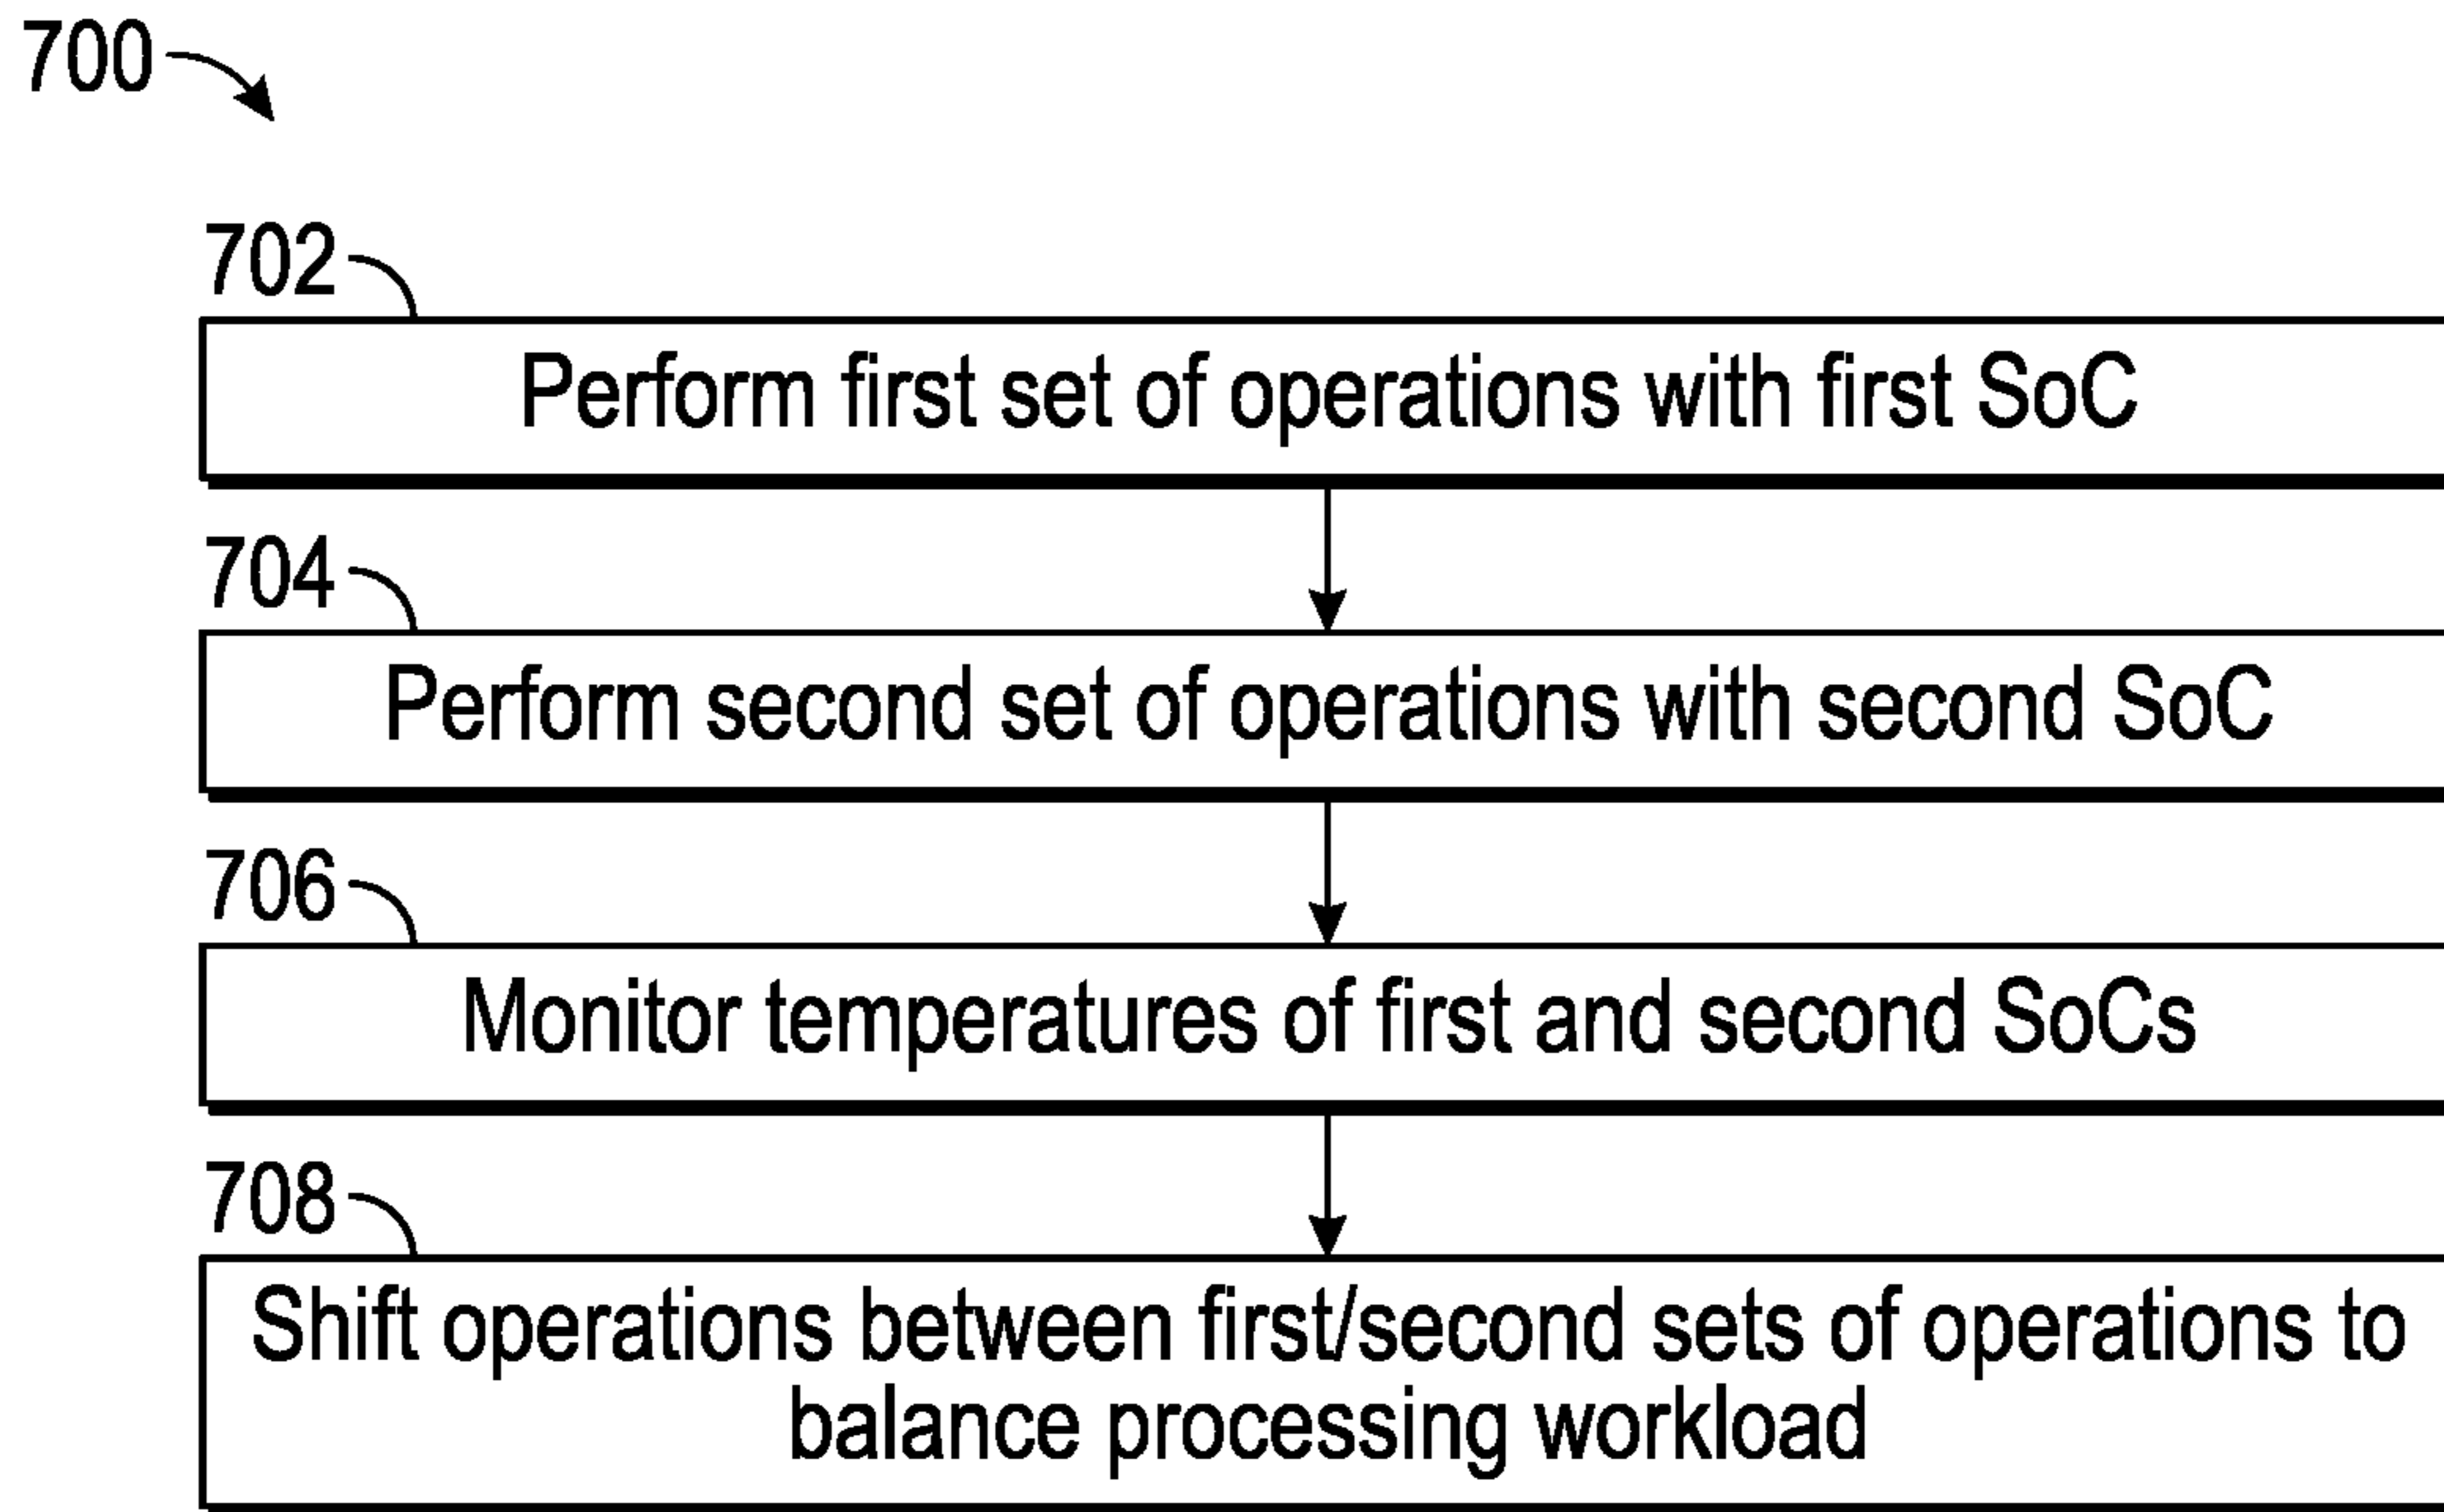 700
702
Perform first set of operations with first SoC
704
Perform second set of operations with second SoC
706
Monitor temperatures of first and second SoCs
708
Shift operations between first/second sets of operations to
balance processing workload